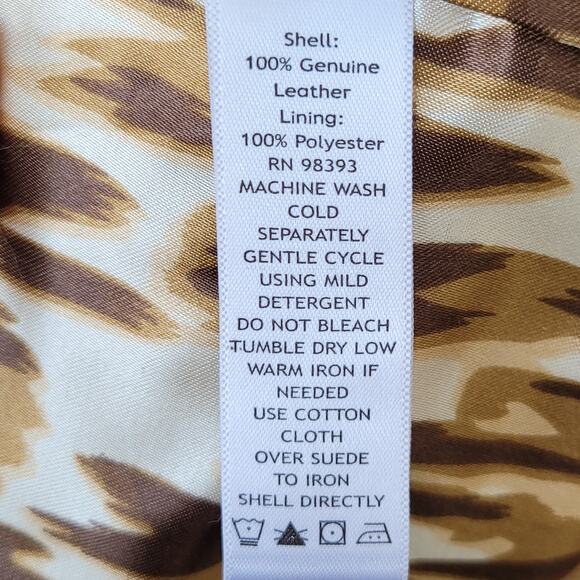 Shell:
100% Genuine
Leather
Lining:
100% Polyester
RN 98393
MACHINE WASH
COLD
SEPARATELY
GENTLE CYCLE
USING MILD
DETERGENT
DO NOT BLEACH
TUMBLE DRY LOW
WARM IRON IF
NEEDED
USE COTTON
CLOTH
OVER SUEDE
TO IRON
SHELL DIRECTLY